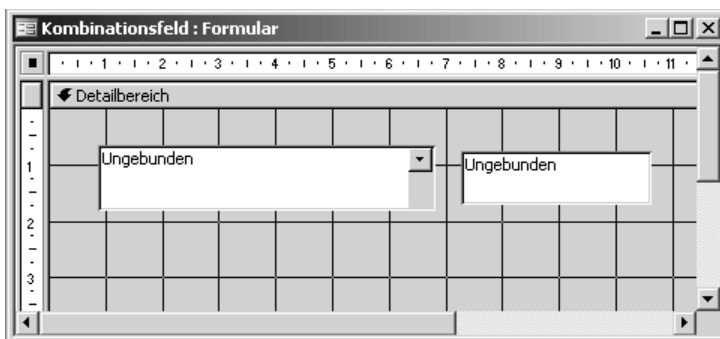 Kombinationsfeld : Formular
1 2 3 4 5 6 7 8 9 10 11
Detailbereich
Ungebunden
Ungebunden
1
2
3